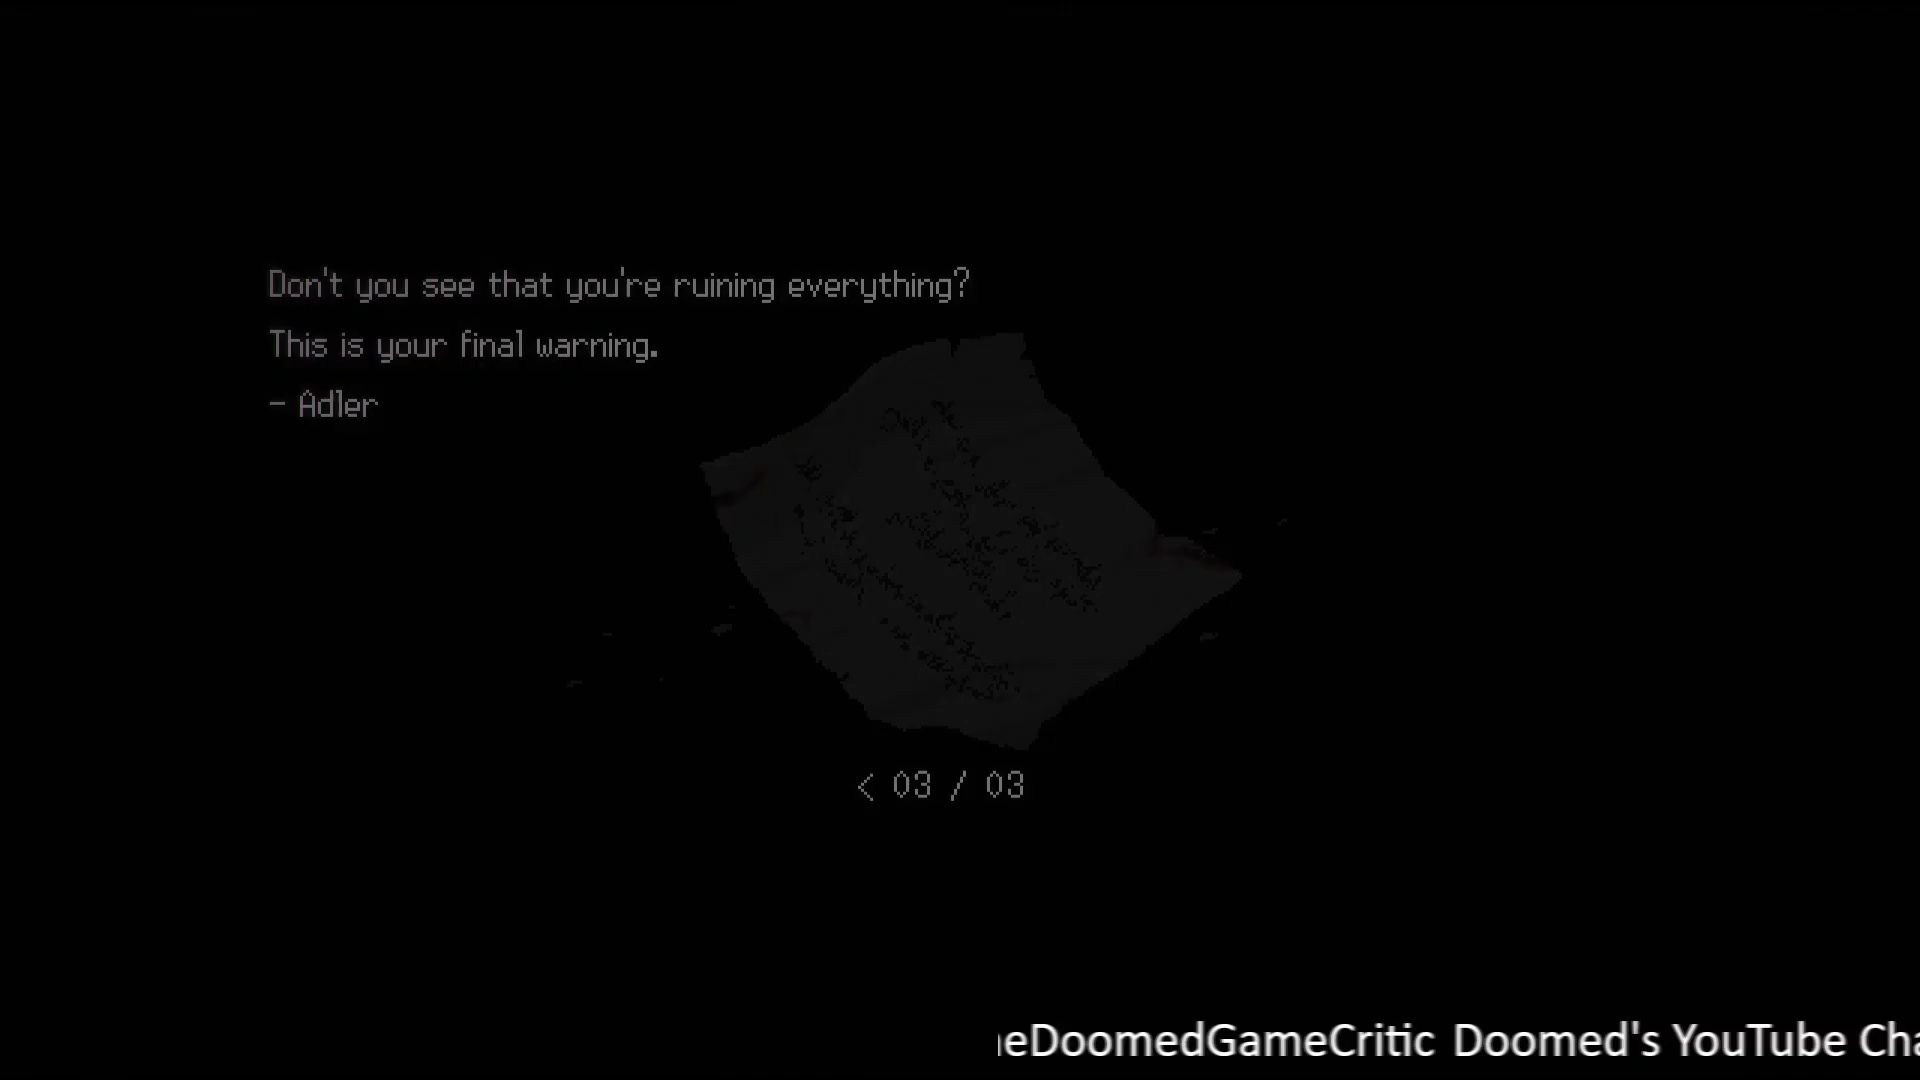 Don't you see that you're ruining everything?
This is your final warning.
- Adler
< 03 / 03
eDoomedGameCritic Doomed's YouTube Cha